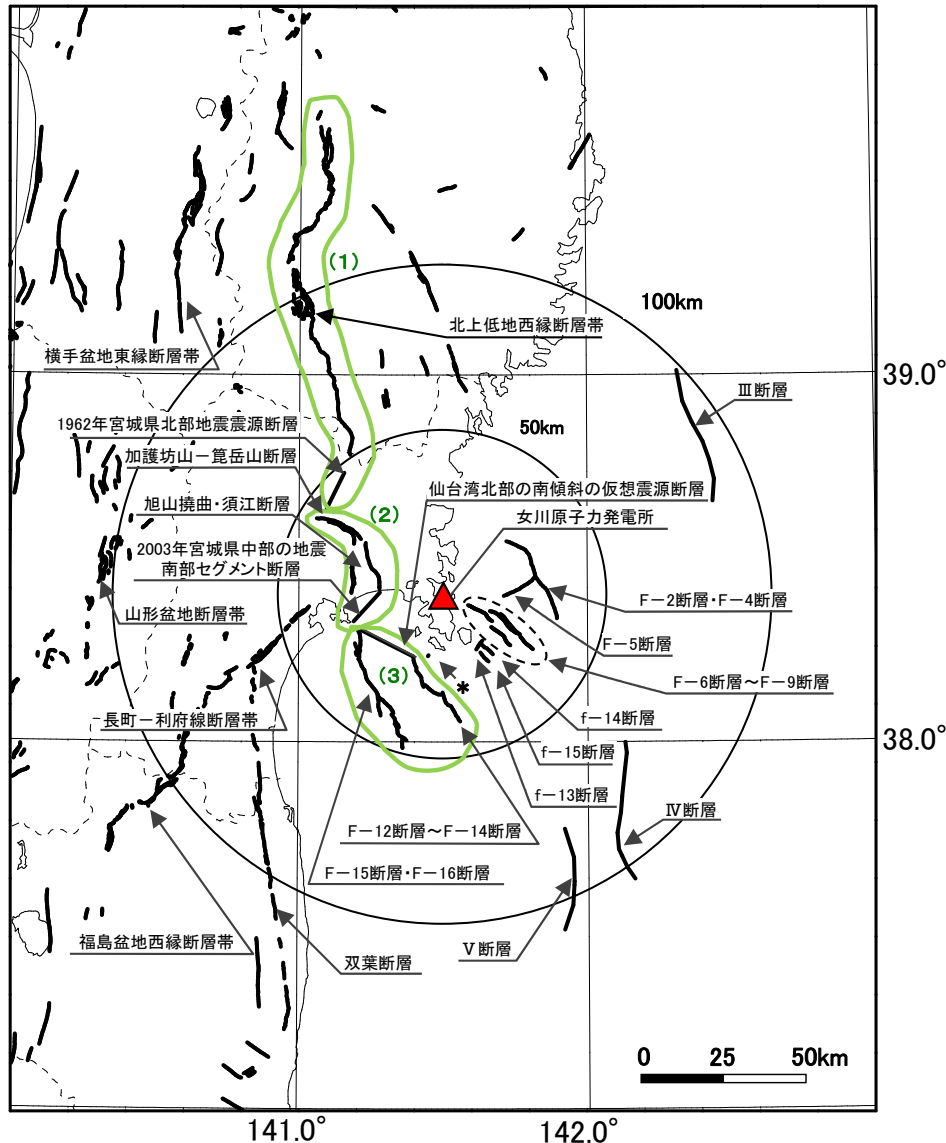 (1)
100km
北上低地西縁断層帯
横手盆地東縁断層帯
39.0°
Ⅲ断層
1962年宮城県北部地震震源断層
50km
加護坊山－箟岳山断層
仙台湾北部の南傾斜の仮想震源断層
旭山撓曲・須江断層
(2)
女川原子力発電所
2003年宮城県中部の地震
南部セグメント断層
F－2断層・F－4断層
山形盆地断層帯
F－5断層
(3)
*
F－6断層～F－9断層
長町－利府線断層帯
f－14断層
38.0°
f－15断層
f－13断層
Ⅳ断層
F－12断層～F－14断層
F－15断層・F－16断層
福島盆地西縁断層帯
双葉断層
Ⅴ断層
0 25 50km
141.0° 142.0°